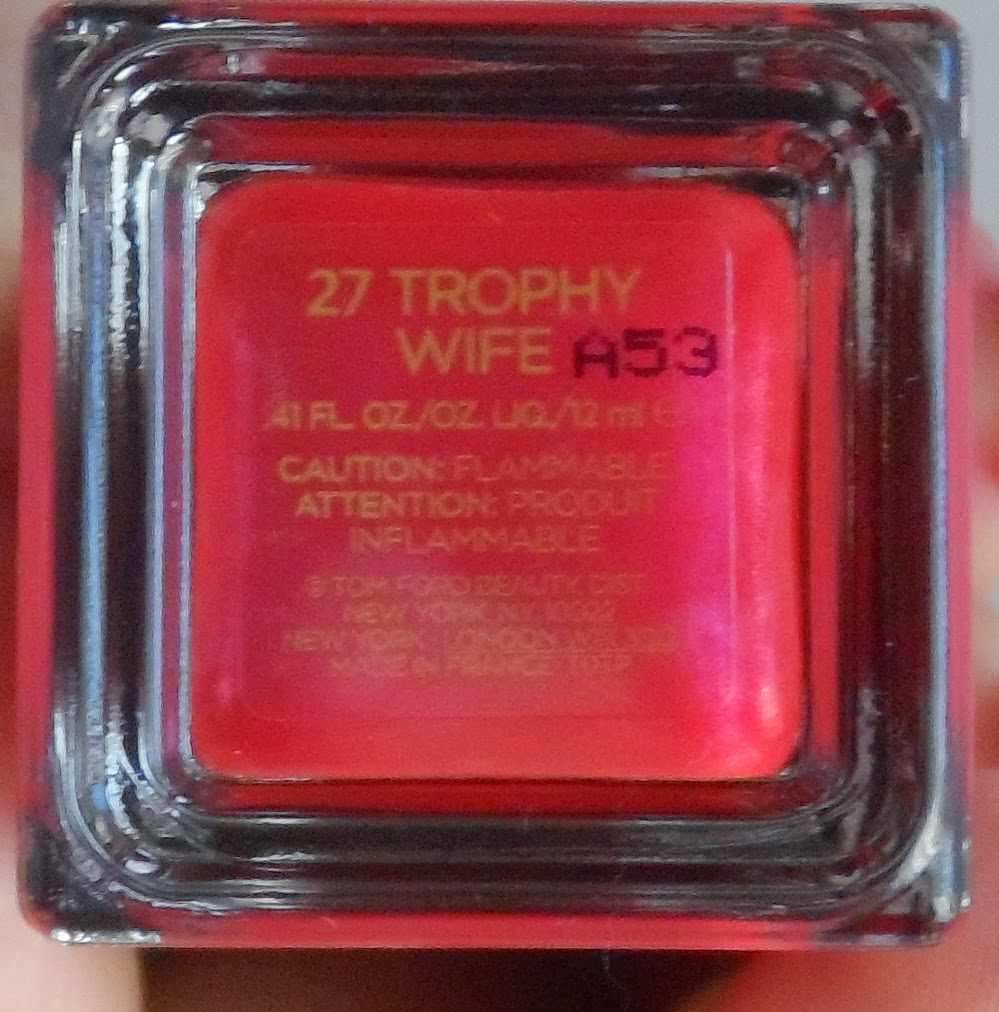 27 TROPHY
WIFE A53
.41 FL. OZ./OZ. LIQ./12 ml e
CAUTION: FLAMMABLE
ATTENTION: PRODUIT
INFLAMMABLE
© TOM FORD BEAUTY, DIST.
NEW YORK, NY 10022
NEW YORK LONDON
MADE IN FRANCE